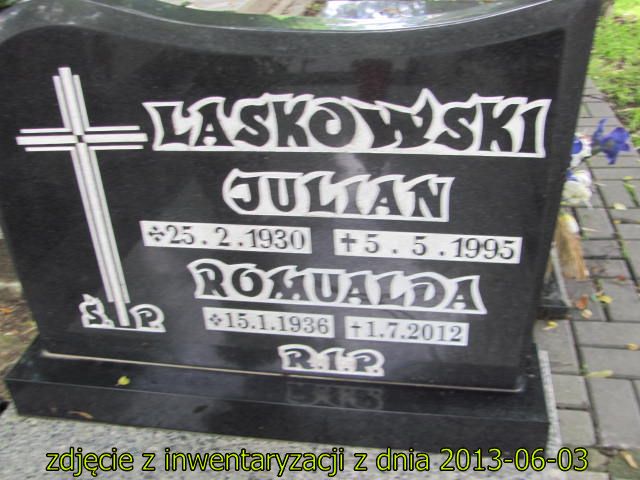 LASKOWSKI
JULIAN
25.2.1930 5.5.1995
ROMUALDA
Ś.P. 15.1.1936 1.7.2012
R.I.P.
zdjęcie z inwentaryzacji z dnia 2013-06-03